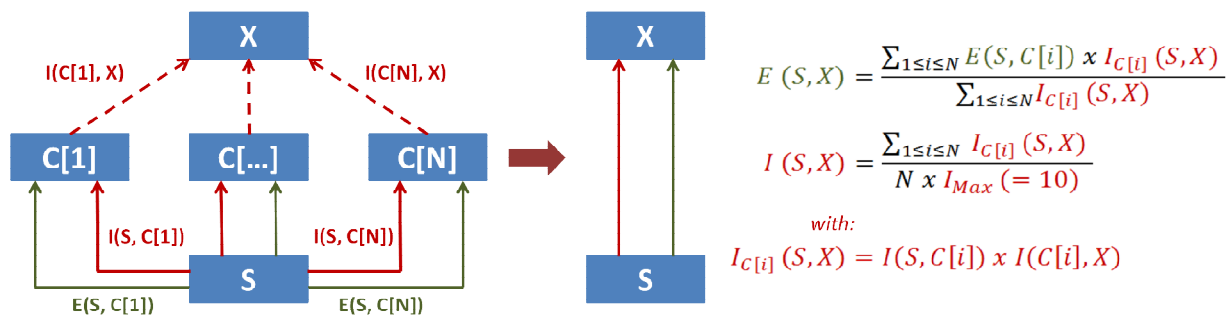 X
I(C[1], X)
I(C[N], X)
C[1]
C[...]
C[N]
I(S, C[1])
I(S, C[N])
S
E(S, C[1])
E(S, C[N])
X
S
E (S, X) = ∑1≤i≤N E(S, C[i]) x IC[i] (S, X)
∑1≤i≤N IC[i] (S, X)
I (S, X) = ∑1≤i≤N IC[i] (S, X)
N x IMax (= 10)
with:
IC[i] (S, X) = I(S, C[i]) x I(C[i], X)